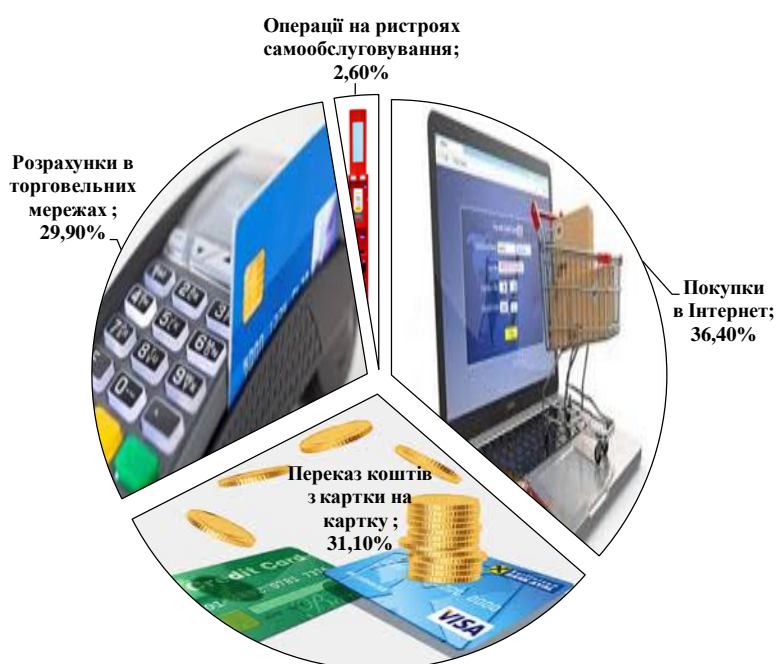 Операції на ристроях
самообслуговування;
2,60%
Розрахунки в
торговельних
мережах ;
29,90%
Покупки
в Інтернет;
36,40%
Переказ коштів
з картки на
картку ;
31,10%
VISA